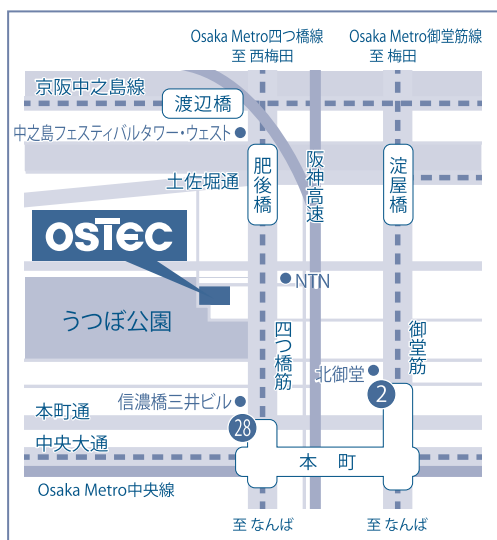 Osaka Metro四つ橋線
至 西梅田
Osaka Metro御堂筋線
至 梅田
京阪中之島線
渡辺橋
中之島フェスティバルタワー・ウェスト
肥後橋
阪神高速
淀屋橋
土佐堀通
OSTEC
NTN
うつぼ公園
四つ橋筋
御堂筋
北御堂
2
信濃橋三井ビル
本町通
28
中央大通
本 町
Osaka Metro中央線
至 なんば
至 なんば